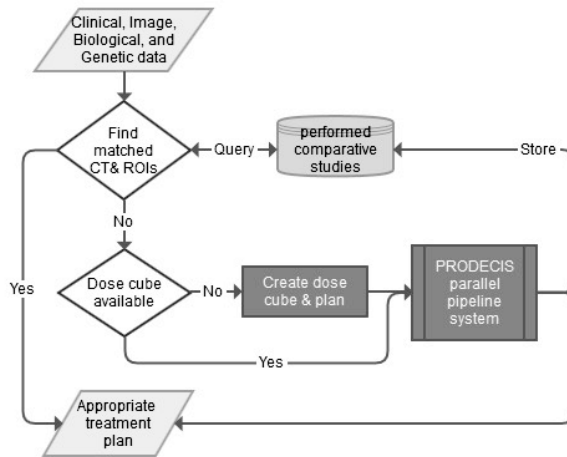 Clinical, Image,
Biological, and
Genetic data
Find
matched
CT& ROIs
Query
performed
comparative
studies
Store
No
Yes
Dose cube
available
No
Create dose
cube & plan
PRODECIS
parallel
pipeline
system
Yes
Appropriate
treatment
plan